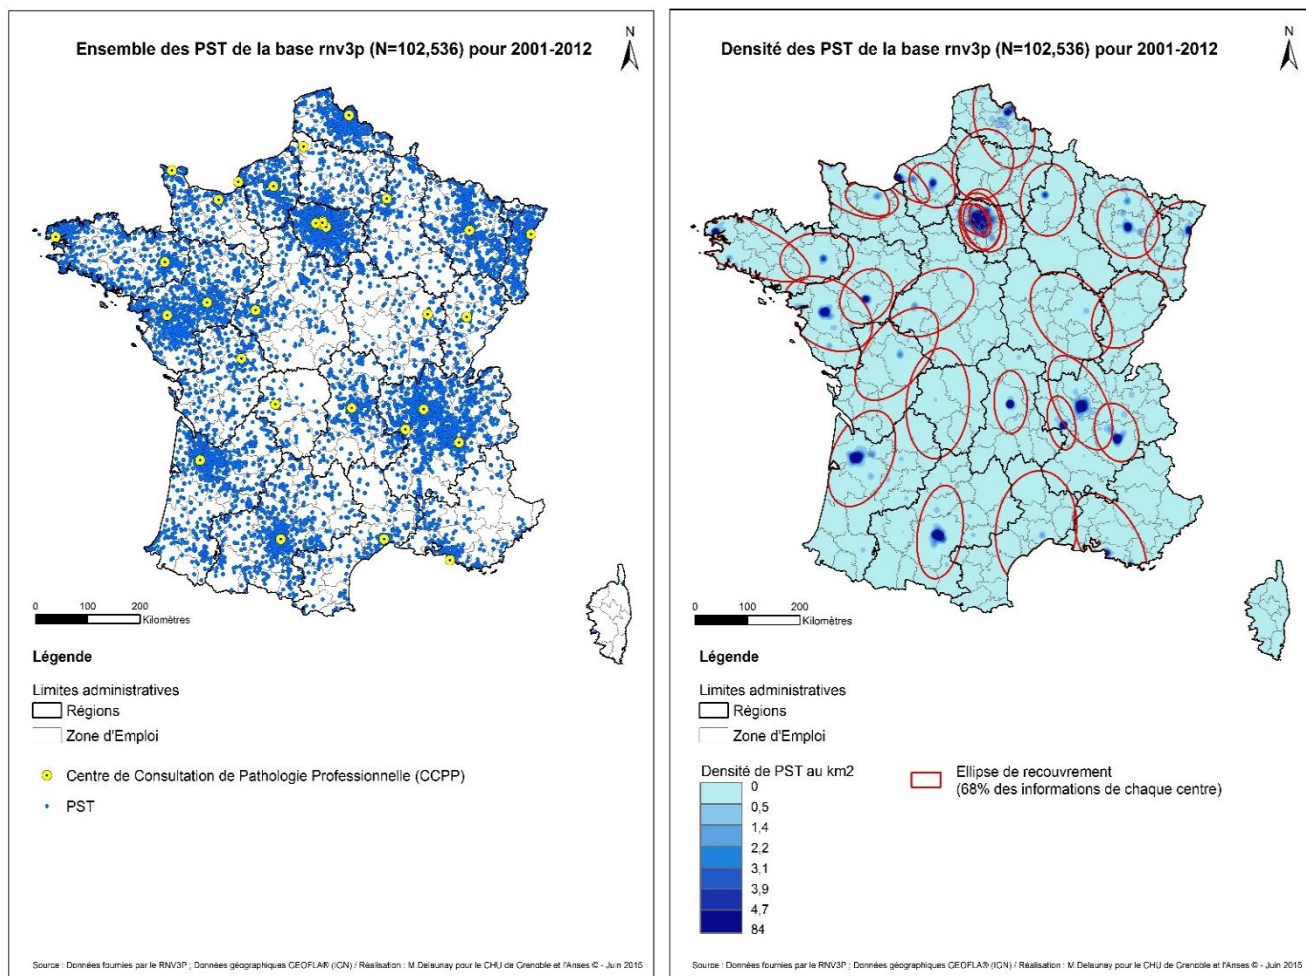 Ensemble des PST de la base rnv3p (N=102,536) pour 2001-2012
N
0 100 200
Kilomètres
Légende
Limites administratives
Régions
Zone d'Emploi
Centre de Consultation de Pathologie Professionnelle (CCPP)
PST
Source : Données fournies par le RNV3P ; Données géographiques GEOFLA® (IGN) / Réalisation : M.Delaunay pour le CHU de Grenoble et l'Anses © - Juin 2015
Densité des PST de la base rnv3p (N=102,536) pour 2001-2012
N
0 100 200
Kilomètres
Légende
Limites administratives
Régions
Zone d'Emploi
Densité de PST au km2
0
0,5
1,4
2,2
3,1
3,9
4,7
84
Ellipse de recouvrement
(68% des informations de chaque centre)
Source : Données fournies par le RNV3P ; Données géographiques GEOFLA® (IGN) / Réalisation : M.Delaunay pour le CHU de Grenoble et l'Anses © - Juin 2015